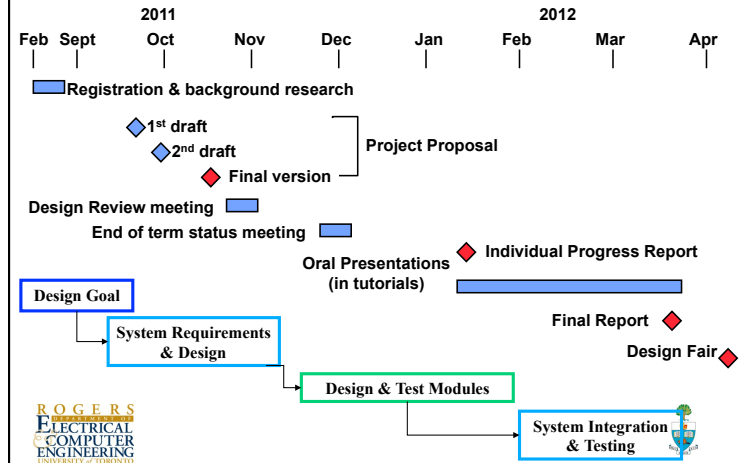 2011
2012
Feb Sept Oct Nov Dec Jan Feb Mar Apr
Registration & background research
1st draft
2nd draft
Project Proposal
Final version
Design Review meeting
End of term status meeting
Individual Progress Report
Oral Presentations
(in tutorials)
Final Report
Design Fair
Design Goal
System Requirements
& Design
Design & Test Modules
System Integration
& Testing
ROGERS
DEPARTMENT OF
ELECTRICAL
&COMPUTER
ENGINEERING
UNIVERSITY OF TORONTO